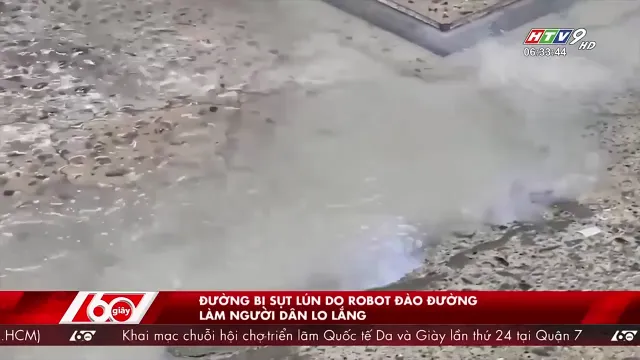 HTV9 HD
06:33:44
60 giây
ĐƯỜNG BỊ SỤT LÚN DO ROBOT ĐÀO ĐƯỜNG
LÀM NGƯỜI DÂN LO LẮNG
.HCM) 60 Khai mạc chuỗi hội chợ-triển lãm Quốc tế Da và Giày lần thứ 24 tại Quận 7 60